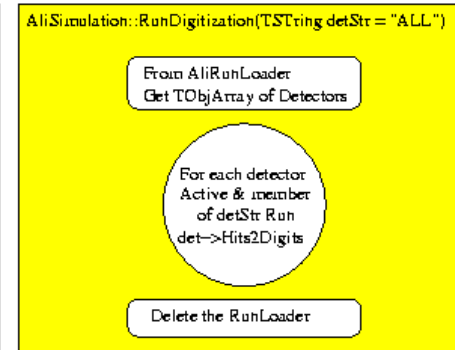 AliSimulation::RunDigitization(TSTring detStr = "ALL")
From AliRunLoader
Get TObjArray of Detectors
For each detector
Active & member
of detStr Run
det->Hits2Digits
Delete the RunLoader